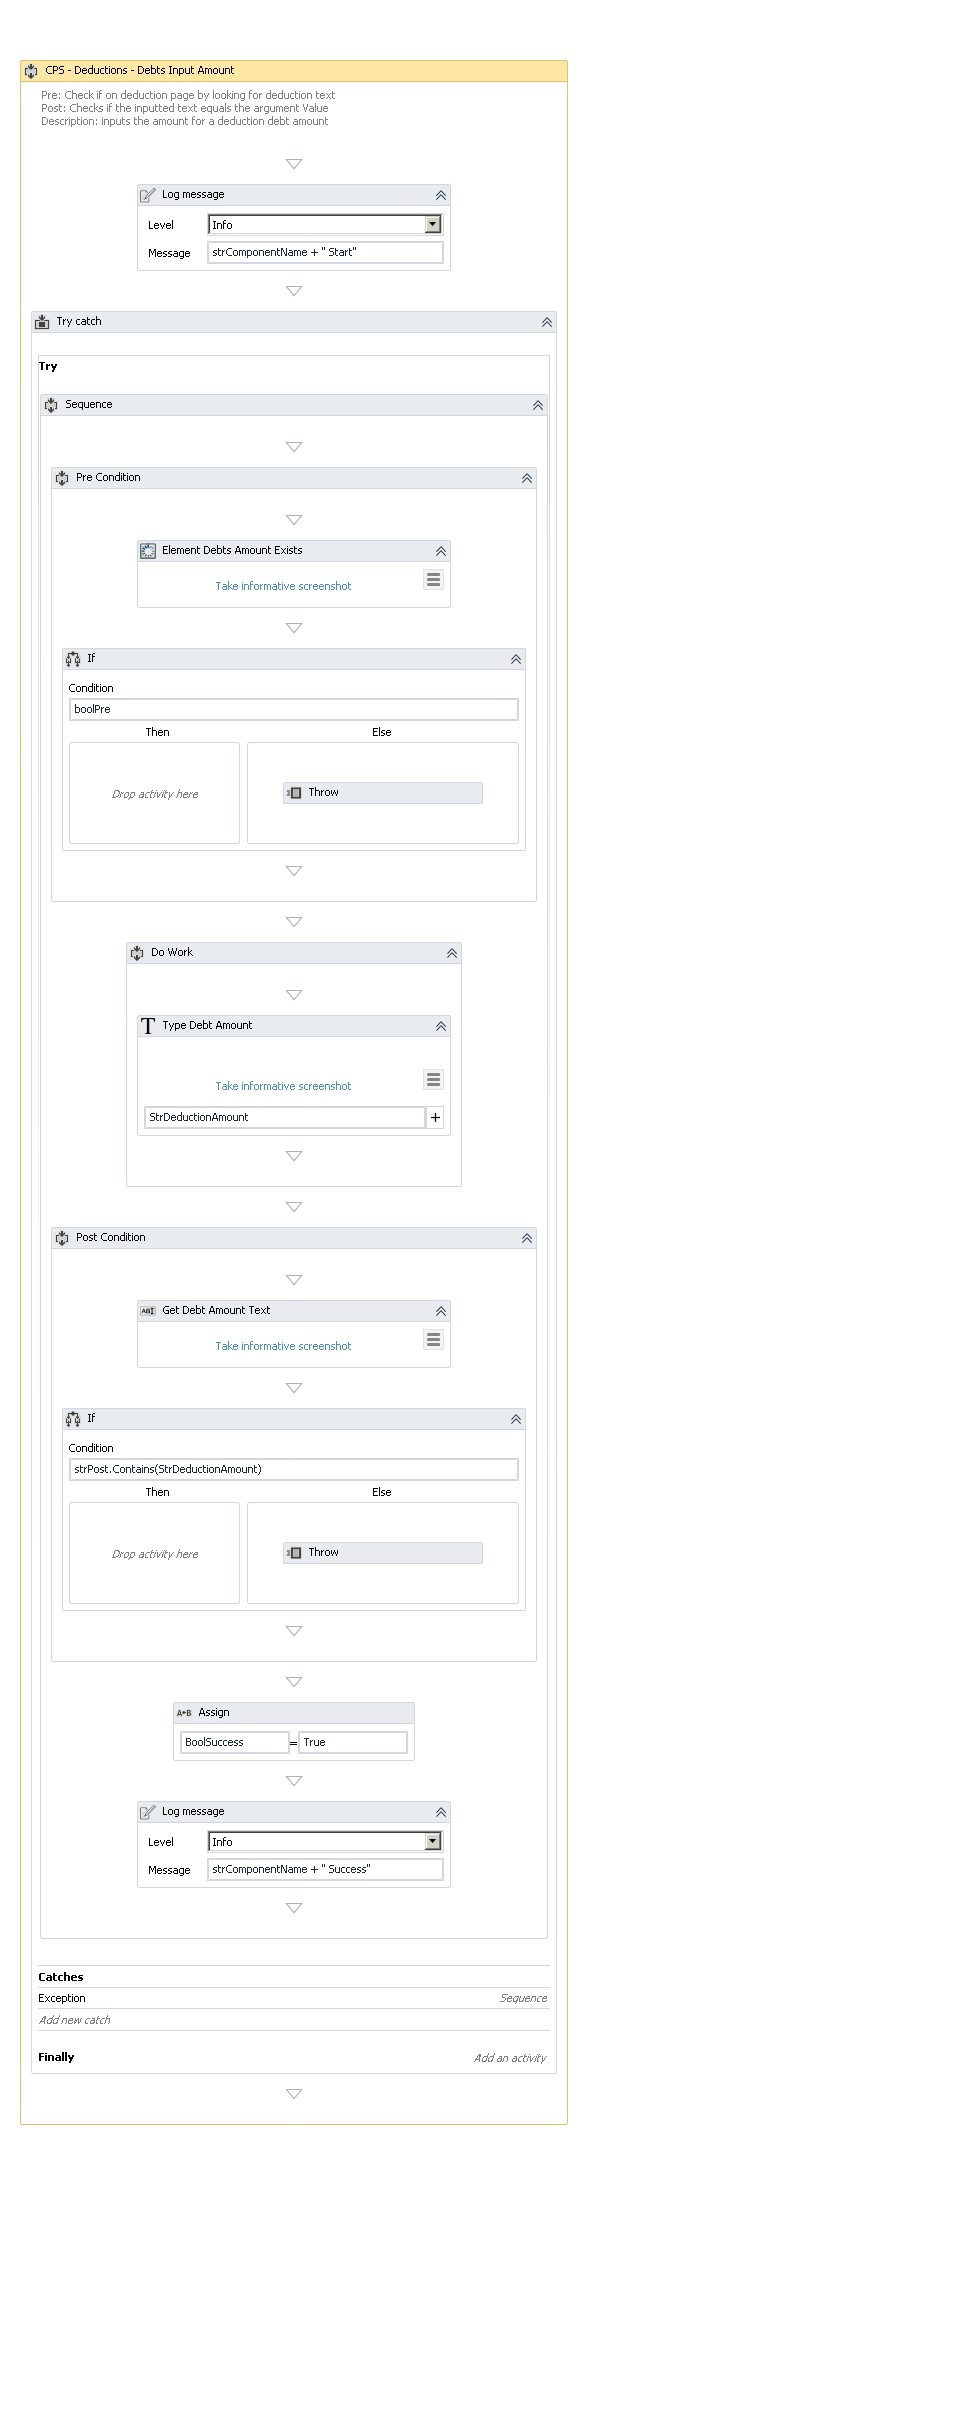 CPS - Deductions - Debts Input Amount
Pre: Check if on deduction page by looking for deduction text
Post: Checks if the inputted text equals the argument Value
Description: inputs the amount for a deduction debt amount
Log message
Level Info
Message strComponentName + " Start"
Try catch
Try
Sequence
Pre Condition
Element Debts Amount Exists
Take informative screenshot
If
Condition
boolPre
Then Else
Drop activity here Throw
Do Work
T Type Debt Amount
Take informative screenshot
StrDeductionAmount +
Post Condition
ABI Get Debt Amount Text
Take informative screenshot
If
Condition
strPost.Contains(StrDeductionAmount)
Then Else
Drop activity here Throw
A+B Assign
BoolSuccess = True
Log message
Level Info
Message strComponentName + " Success"
Catches
Exception Sequence
Add new catch
Finally Add an activity